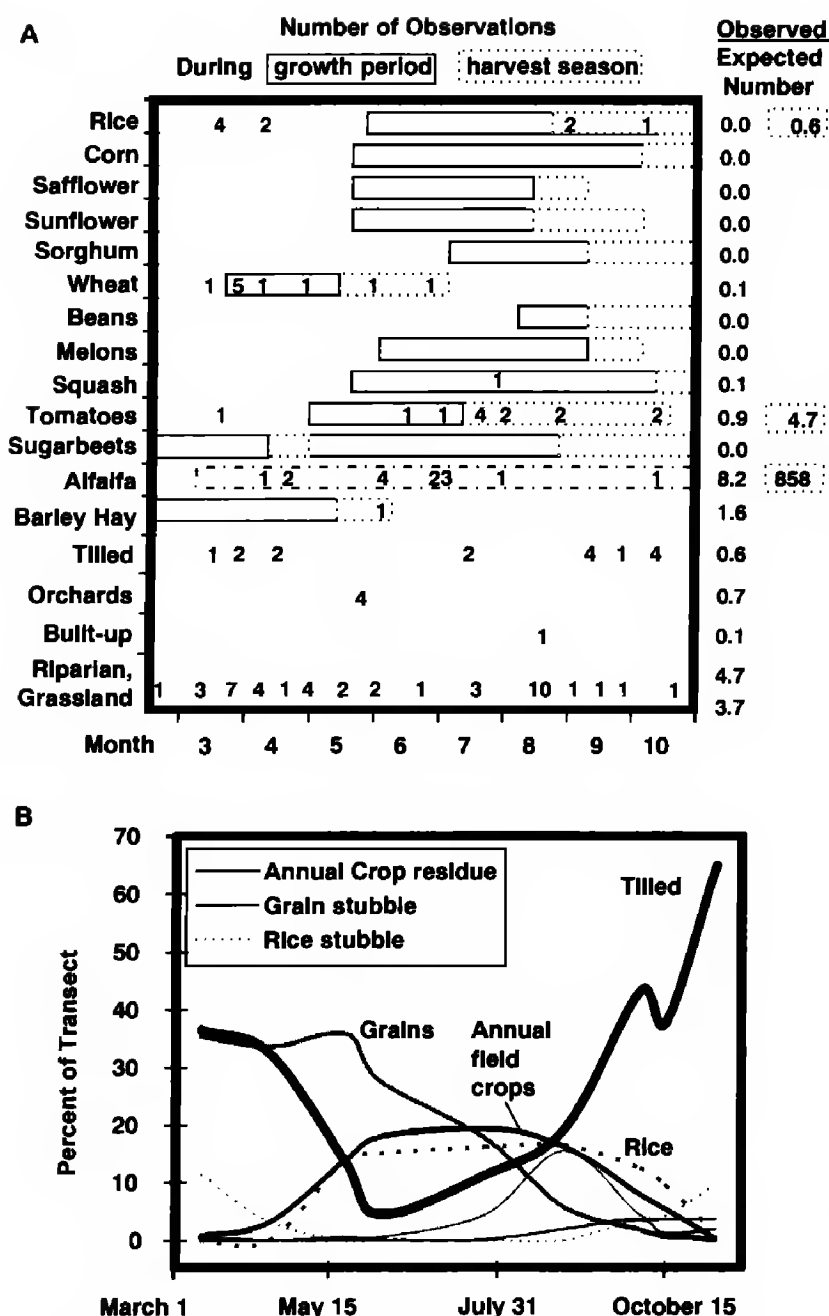 A
Number of Observations
During growth period harvest season
Observed
Expected
Number
Rice 4 2 2 1 0.0 0.6
Corn 0.0
Safflower 0.0
Sunflower 0.0
Sorghum 0.0
Wheat 1 5 1 1 1 1 0.1
Beans 0.0
Melons 0.0
Squash 1 0.1
Tomatoes 1 1 1 4 2 2 2 0.9 4.7
Sugarbeets 0.0
Alfalfa 1 2 4 23 1 1 8.2 858
Barley Hay 1 1.6
Tilled 1 2 2 2 4 1 4 0.6
Orchards 4 0.7
Built-up 1 0.1
Riparian, 4.7
Grassland 1 3 7 4 1 4 2 2 1 3 10 1 1 1 1 3.7
Month 3 4 5 6 7 8 9 10
B
Percent of Transect
70
60
50
40
30
20
10
0
Annual Crop residue
Grain stubble
Rice stubble
Tilled
Grains
Annual
field
crops
Rice
March 1 May 15 July 31 October 15